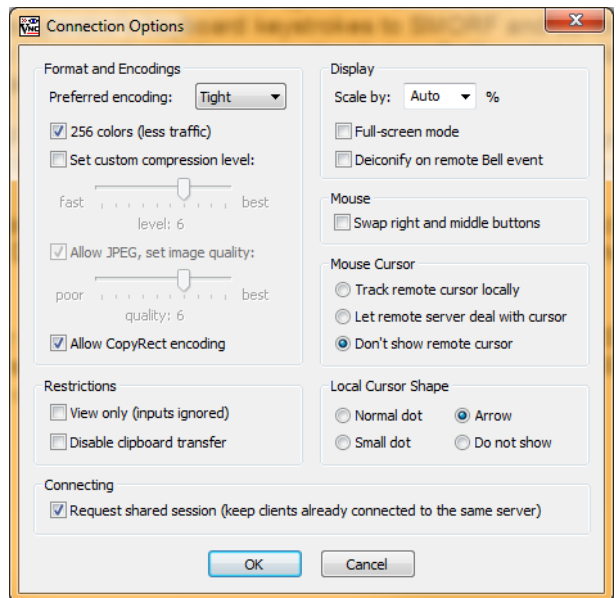 Connection Options
board keystrokes to SMORF and
Format and Encodings
Preferred encoding: Tight
256 colors (less traffic)
Set custom compression level:
fast best
level: 6
Allow JPEG, set image quality:
poor best
quality: 6
Allow CopyRect encoding
Display
Scale by: Auto %
Full-screen mode
Deiconify on remote Bell event
Mouse
Swap right and middle buttons
Mouse Cursor
Track remote cursor locally
Let remote server deal with cursor
Don't show remote cursor
Restrictions
View only (inputs ignored)
Disable clipboard transfer
Local Cursor Shape
Normal dot Arrow
Small dot Do not show
Connecting
Request shared session (keep clients already connected to the same server)
OK Cancel